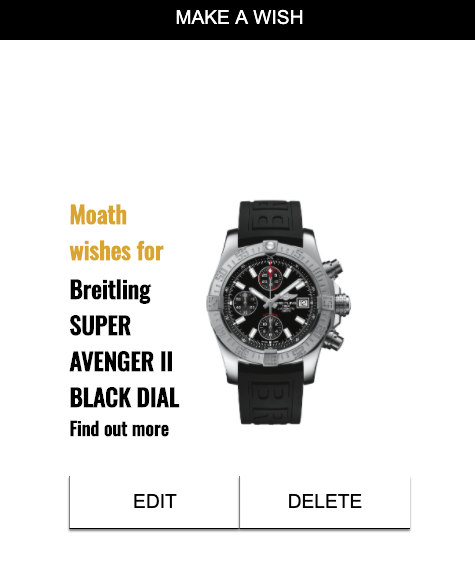 MAKE A WISH
Moath
wishes for
Breitling
SUPER
AVENGER II
BLACK DIAL
Find out more
EDIT
DELETE